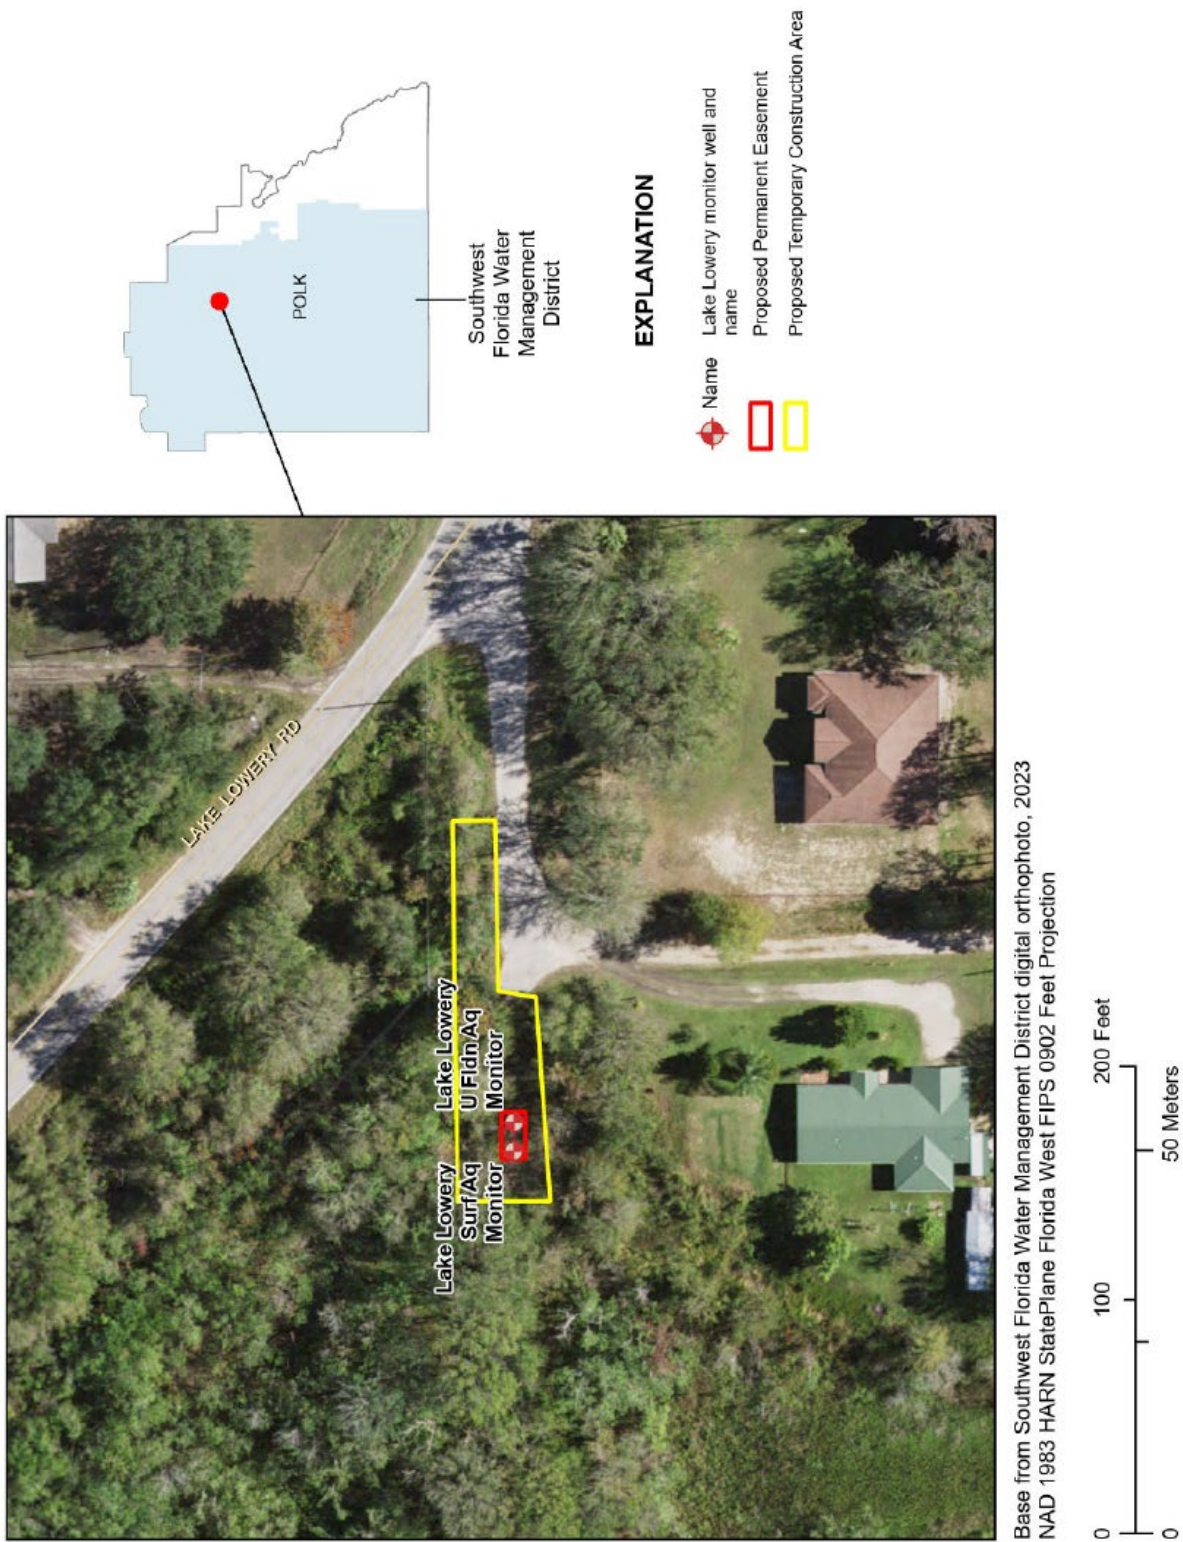 POLK
Southwest
Florida Water
Management
District
EXPLANATION
Name Lake Lowery monitor well and
name
Proposed Permanent Easement
Proposed Temporary Construction Area
LAKE LOWERY RD
Lake Lowery
Surf Aq
Monitor
Lake Lowery
U Fldn Aq
Monitor
Base from Southwest Florida Water Management District digital orthophoto, 2023
NAD 1983 HARN StatePlane Florida West FIPS 0902 Feet Projection
0 100 200 Feet
0 50 Meters